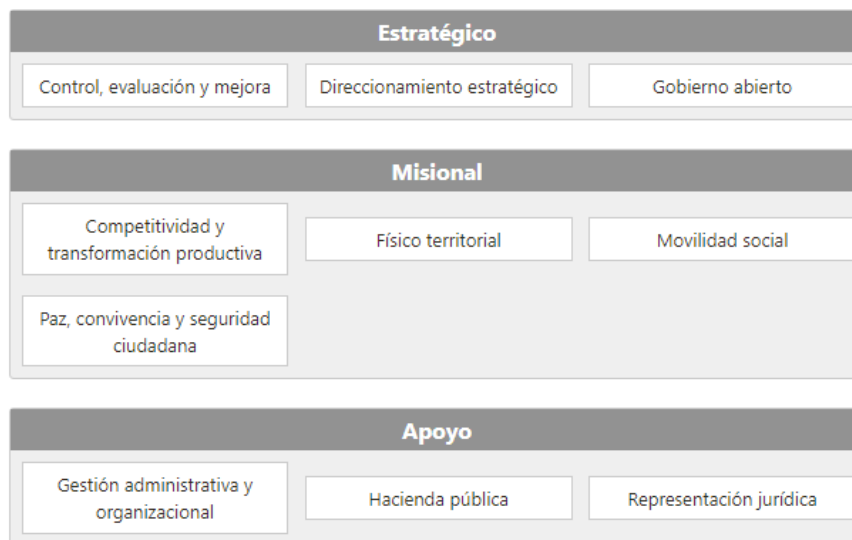 Estratégico
Control, evaluación y mejora
Direccionamiento estratégico
Gobierno abierto
Misional
Competitividad y
transformación productiva
Físico territorial
Movilidad social
Paz, convivencia y seguridad
ciudadana
Apoyo
Gestión administrativa y
organizacional
Hacienda pública
Representación jurídica